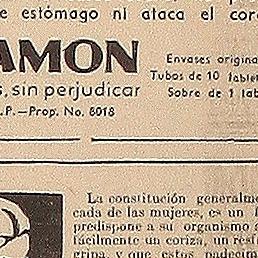 estómago ni ataca el cor
AMON
, sin perjudicar
.P.—Prop. No. 8018
Envases origina
Tubos de 10 table
Sobre de 1 tab
La constitución generalme
cada de las mujeres, es un f
predispone a su organismo a
fácilmente un coriza, un resf
gripa, y que estos padecim